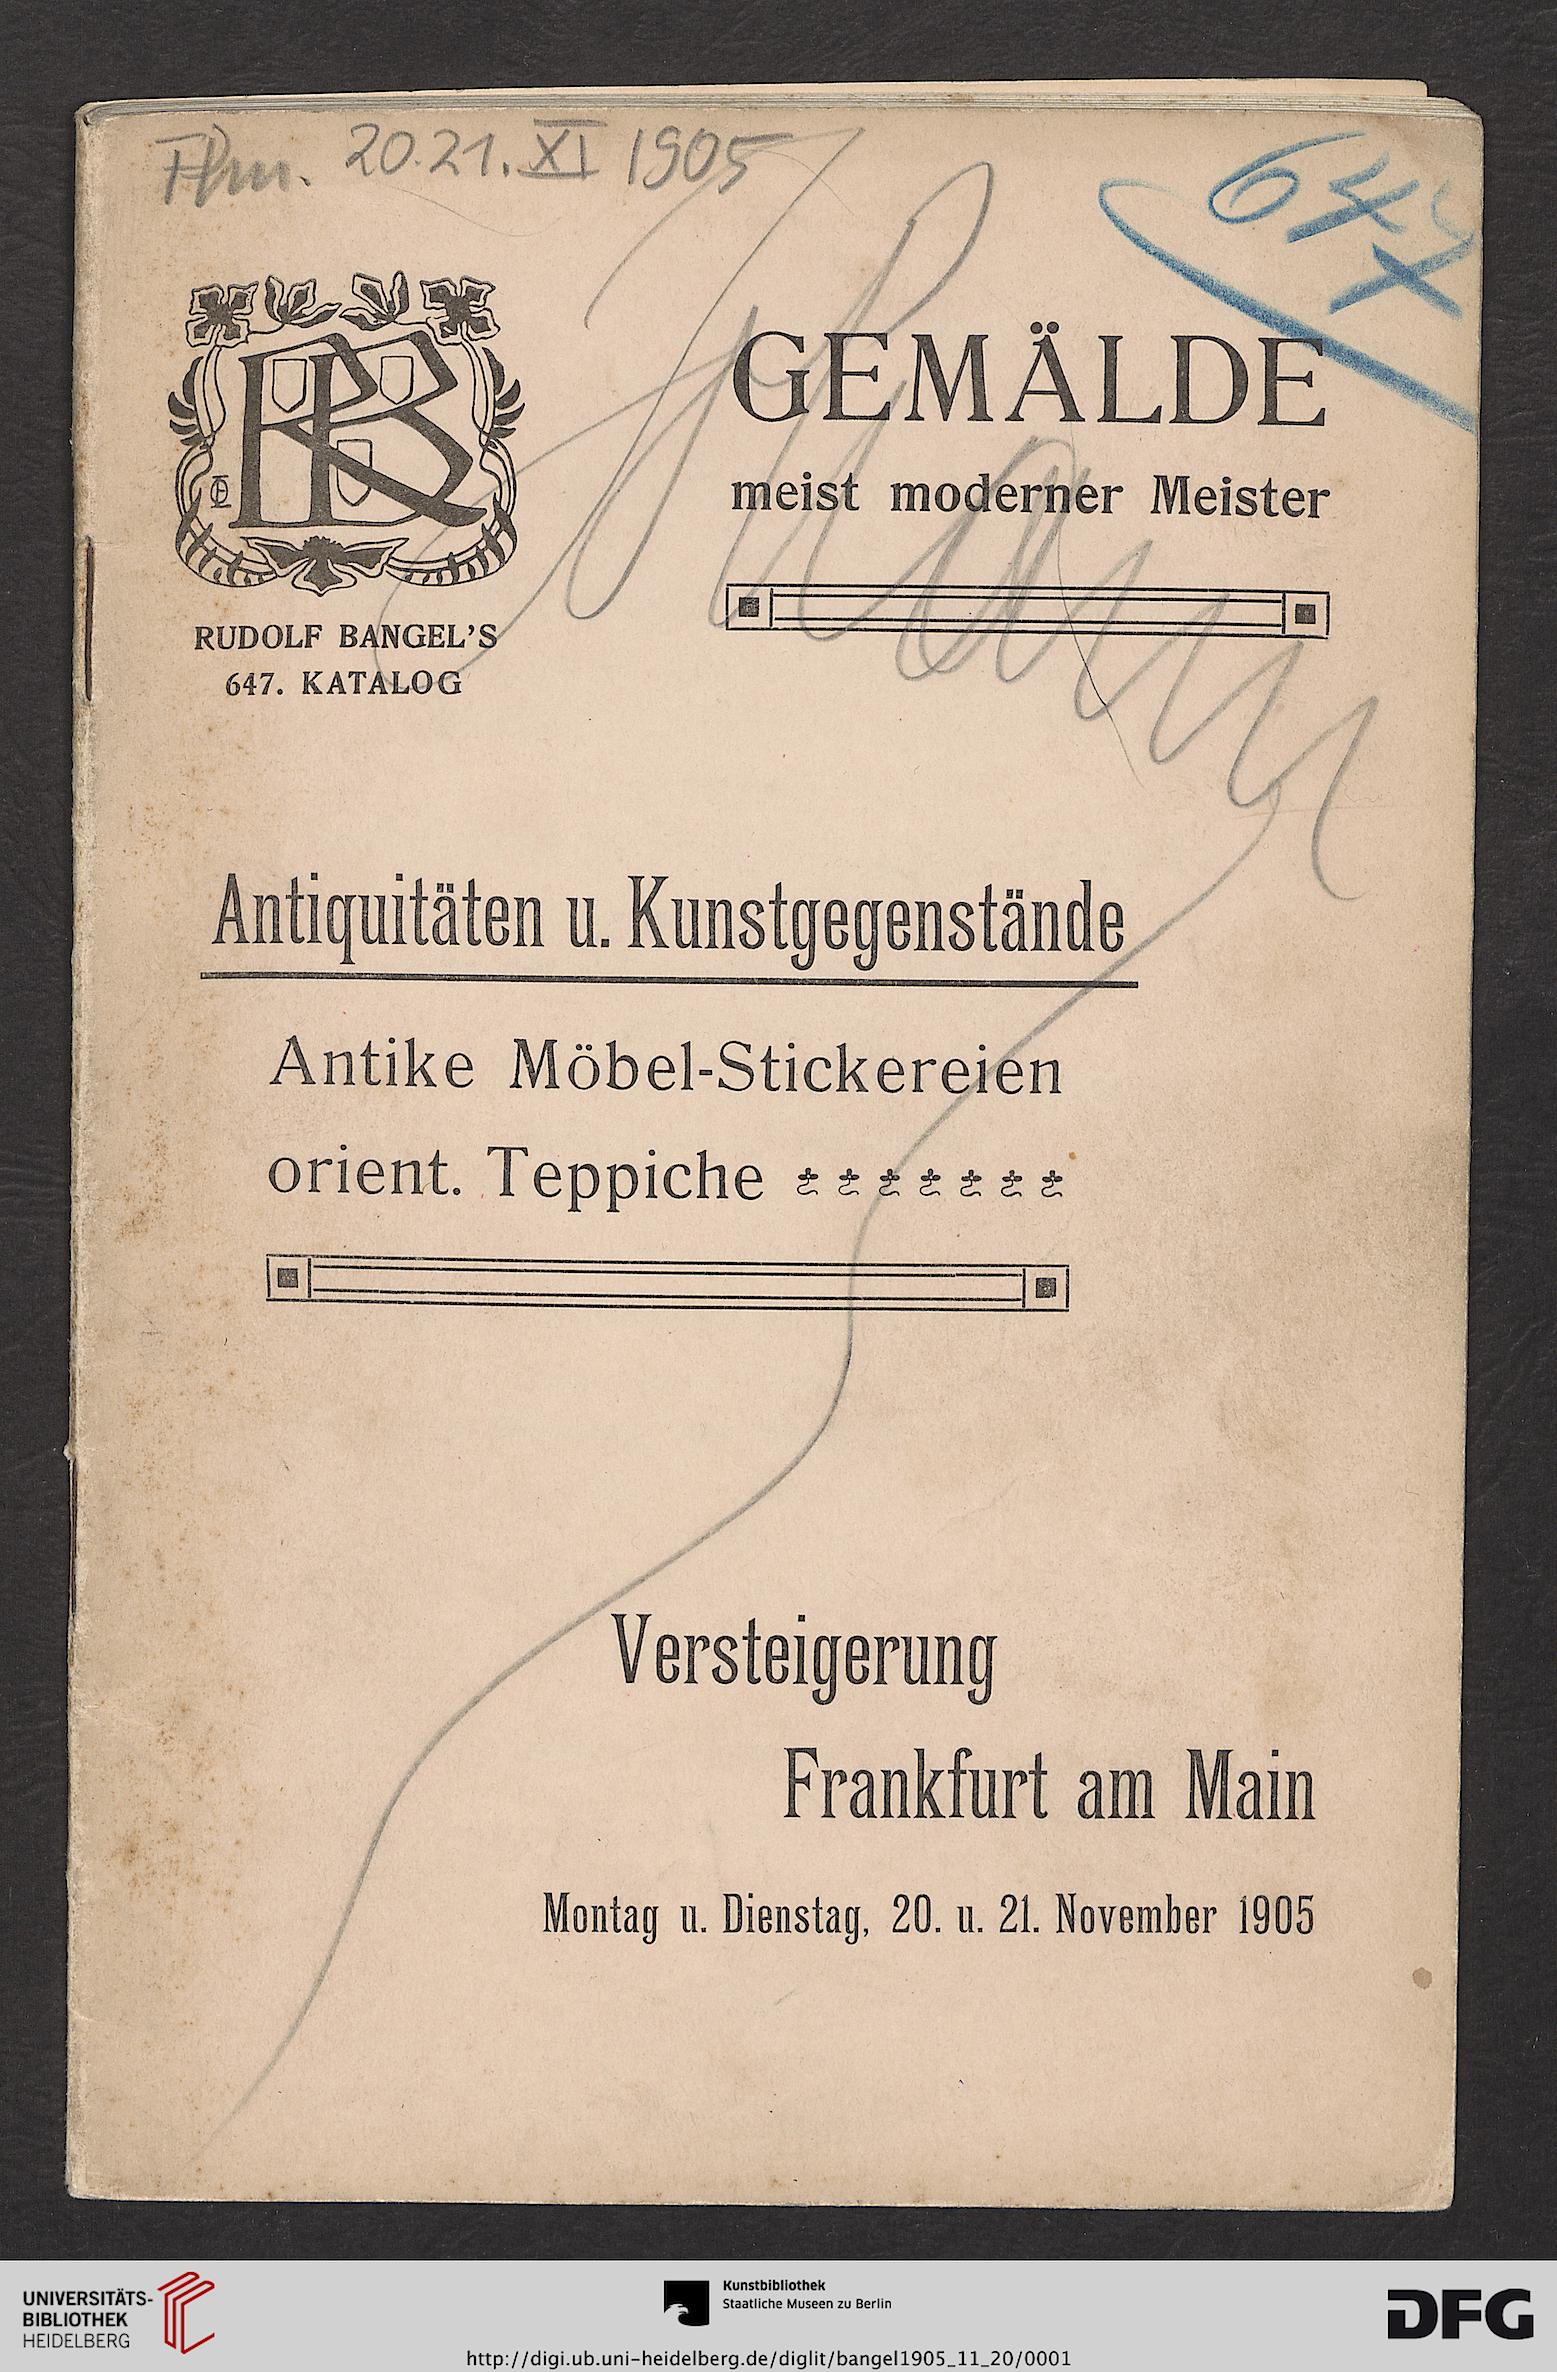 20.21. XI 1905
647
GEMÄLDE
meist moderner Meister
RUDOLF BANGEL'S
647. KATALOG
Antiquitäten u. Kunstgegenstände
Antike Möbel-Stickereien
orient. Teppiche
Versteigerung
Frankfurt am Main
Montag u. Dienstag, 20. u. 21. November 1905
UNIVERSITÄTS-
BIBLIOTHEK
HEIDELBERG
Kunstbibliothek
Staatliche Museen zu Berlin
DFG
http://digi.ub.uni-heidelberg.de/diglit/bangel1905_11_20/0001